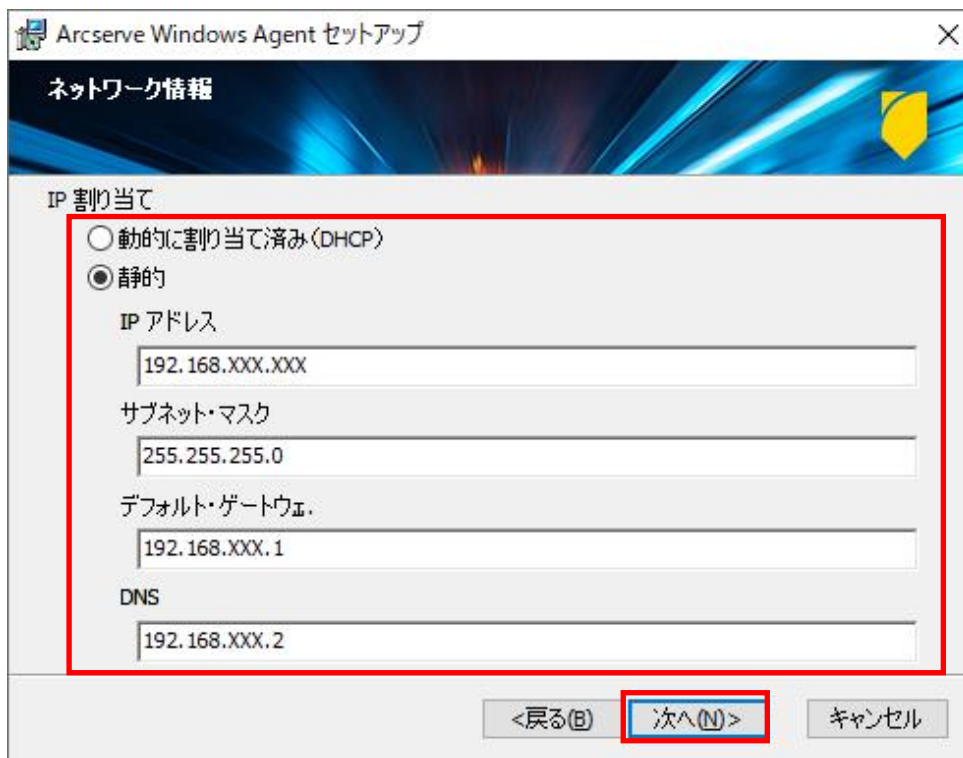 Arcserve Windows Agent セットアップ
ネットワーク情報
IP 割り当て
動的に割り当て済み(DHCP)
静的
IP アドレス
192.168.XXX.XXX
サブネット・マスク
255.255.255.0
デフォルト・ゲートウェ.
192.168.XXX.1
DNS
192.168.XXX.2
<戻る(B) 次へ(N)> キャンセル